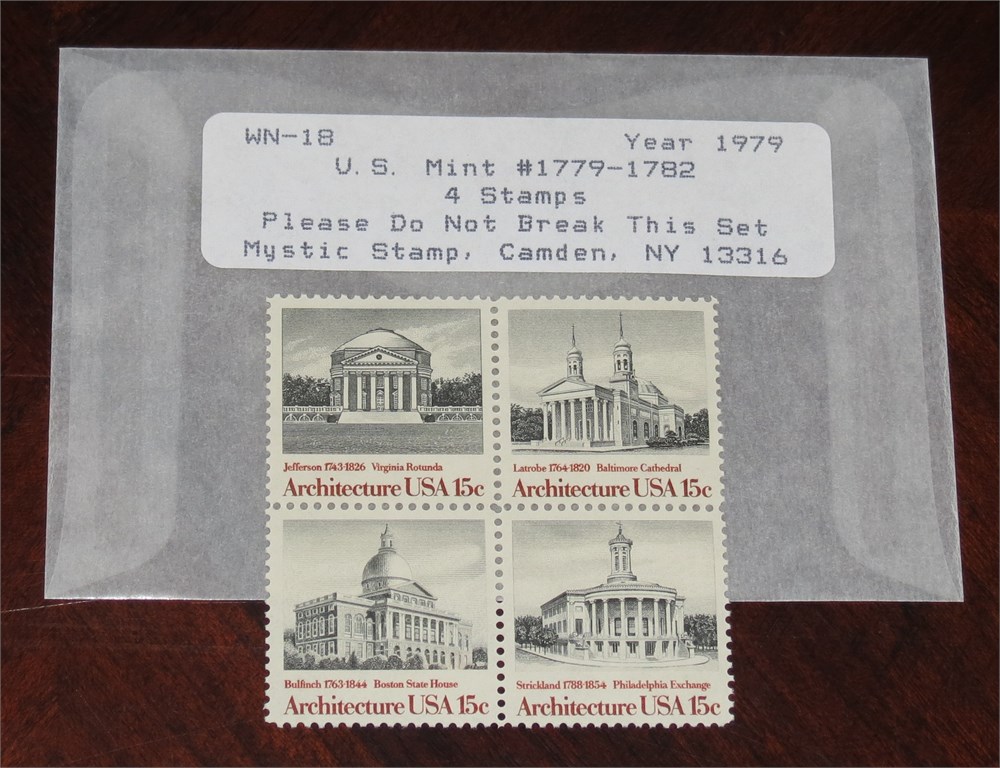 WN-18 Year 1979
U.S. Mint #1779-1782
4 Stamps
Please Do Not Break This Set
Mystic Stamp, Camden, NY 13316
Jefferson 1743-1826 Virginia Rotunda
Architecture USA 15c
Latrobe 1764-1820 Baltimore Cathedral
Architecture USA 15c
Bulfinch 1763-1844 Boston State House
Architecture USA 15c
Strickland 1788-1854 Philadelphia Exchange
Architecture USA 15c